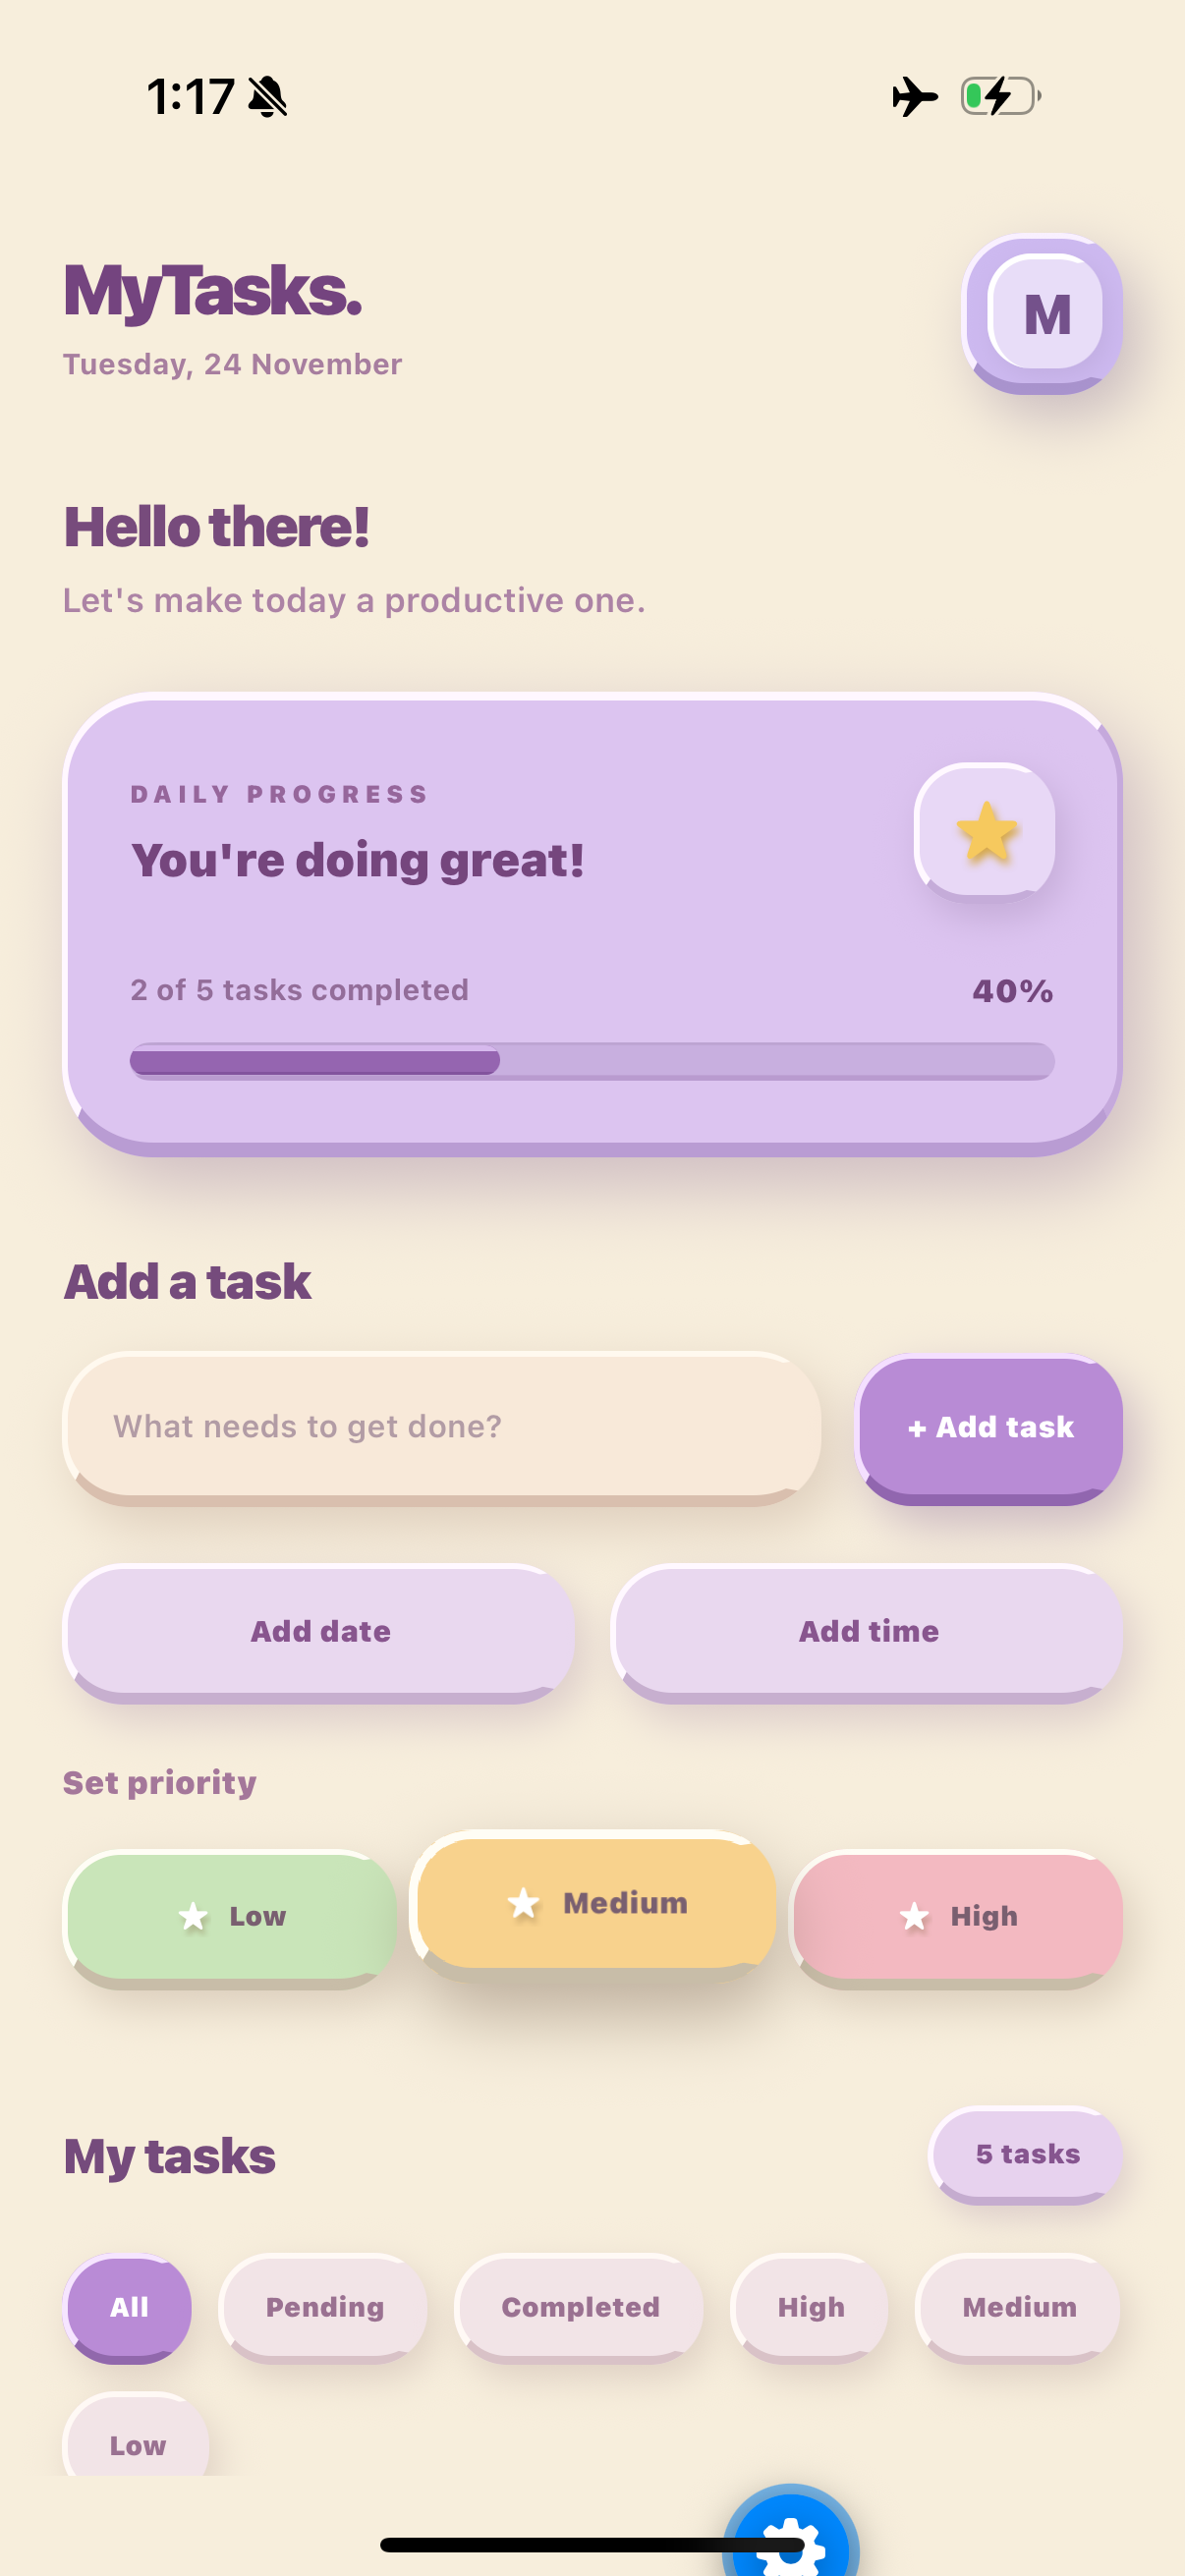 1:17
MyTasks.
M
Tuesday, 24 November
Hello there!
Let's make today a productive one.
DAILY PROGRESS
You're doing great!
2 of 5 tasks completed
40%
Add a task
What needs to get done?
+ Add task
Add date
Add time
Set priority
Low
Medium
High
My tasks
5 tasks
All
Pending
Completed
High
Medium
Low